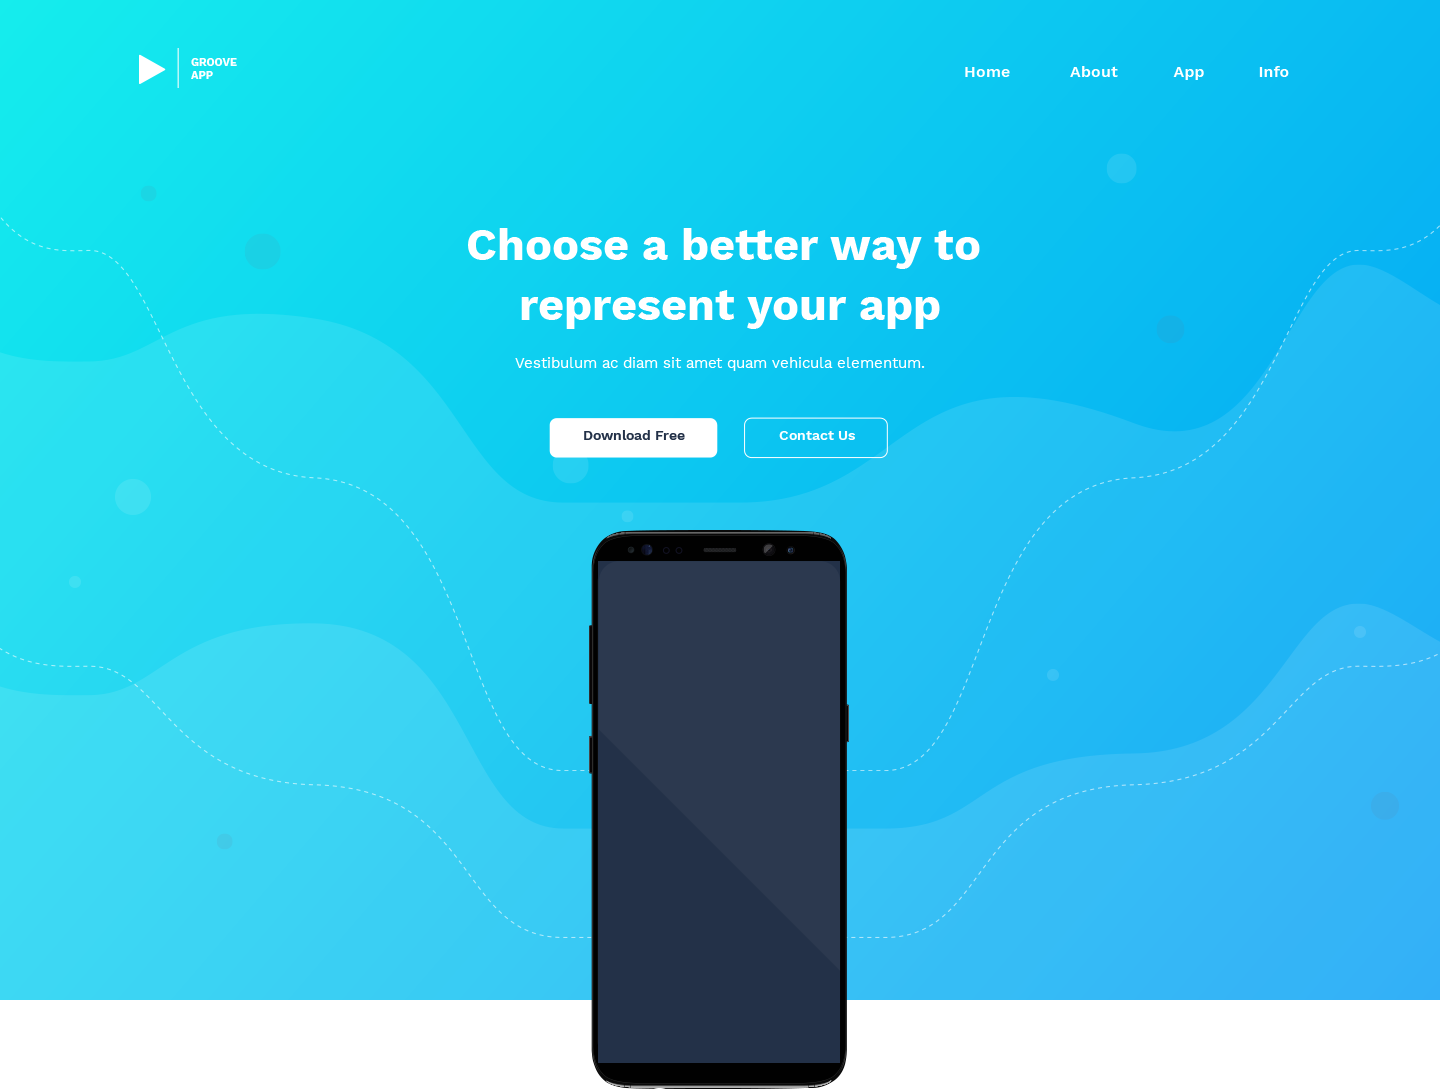 GROOVE
APP
Home About App Info
Choose a better way to
represent your app
Vestibulum ac diam sit amet quam vehicula elementum.
Download Free Contact Us